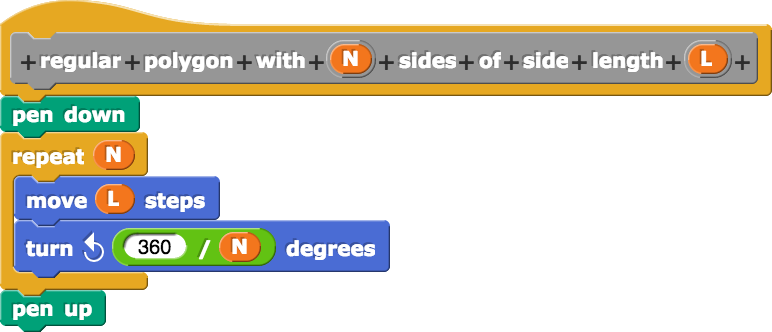 + regular + polygon + with + N + sides + of + side + length + L +
pen down
repeat N
move L steps
turn ↺ 360 / N degrees
pen up